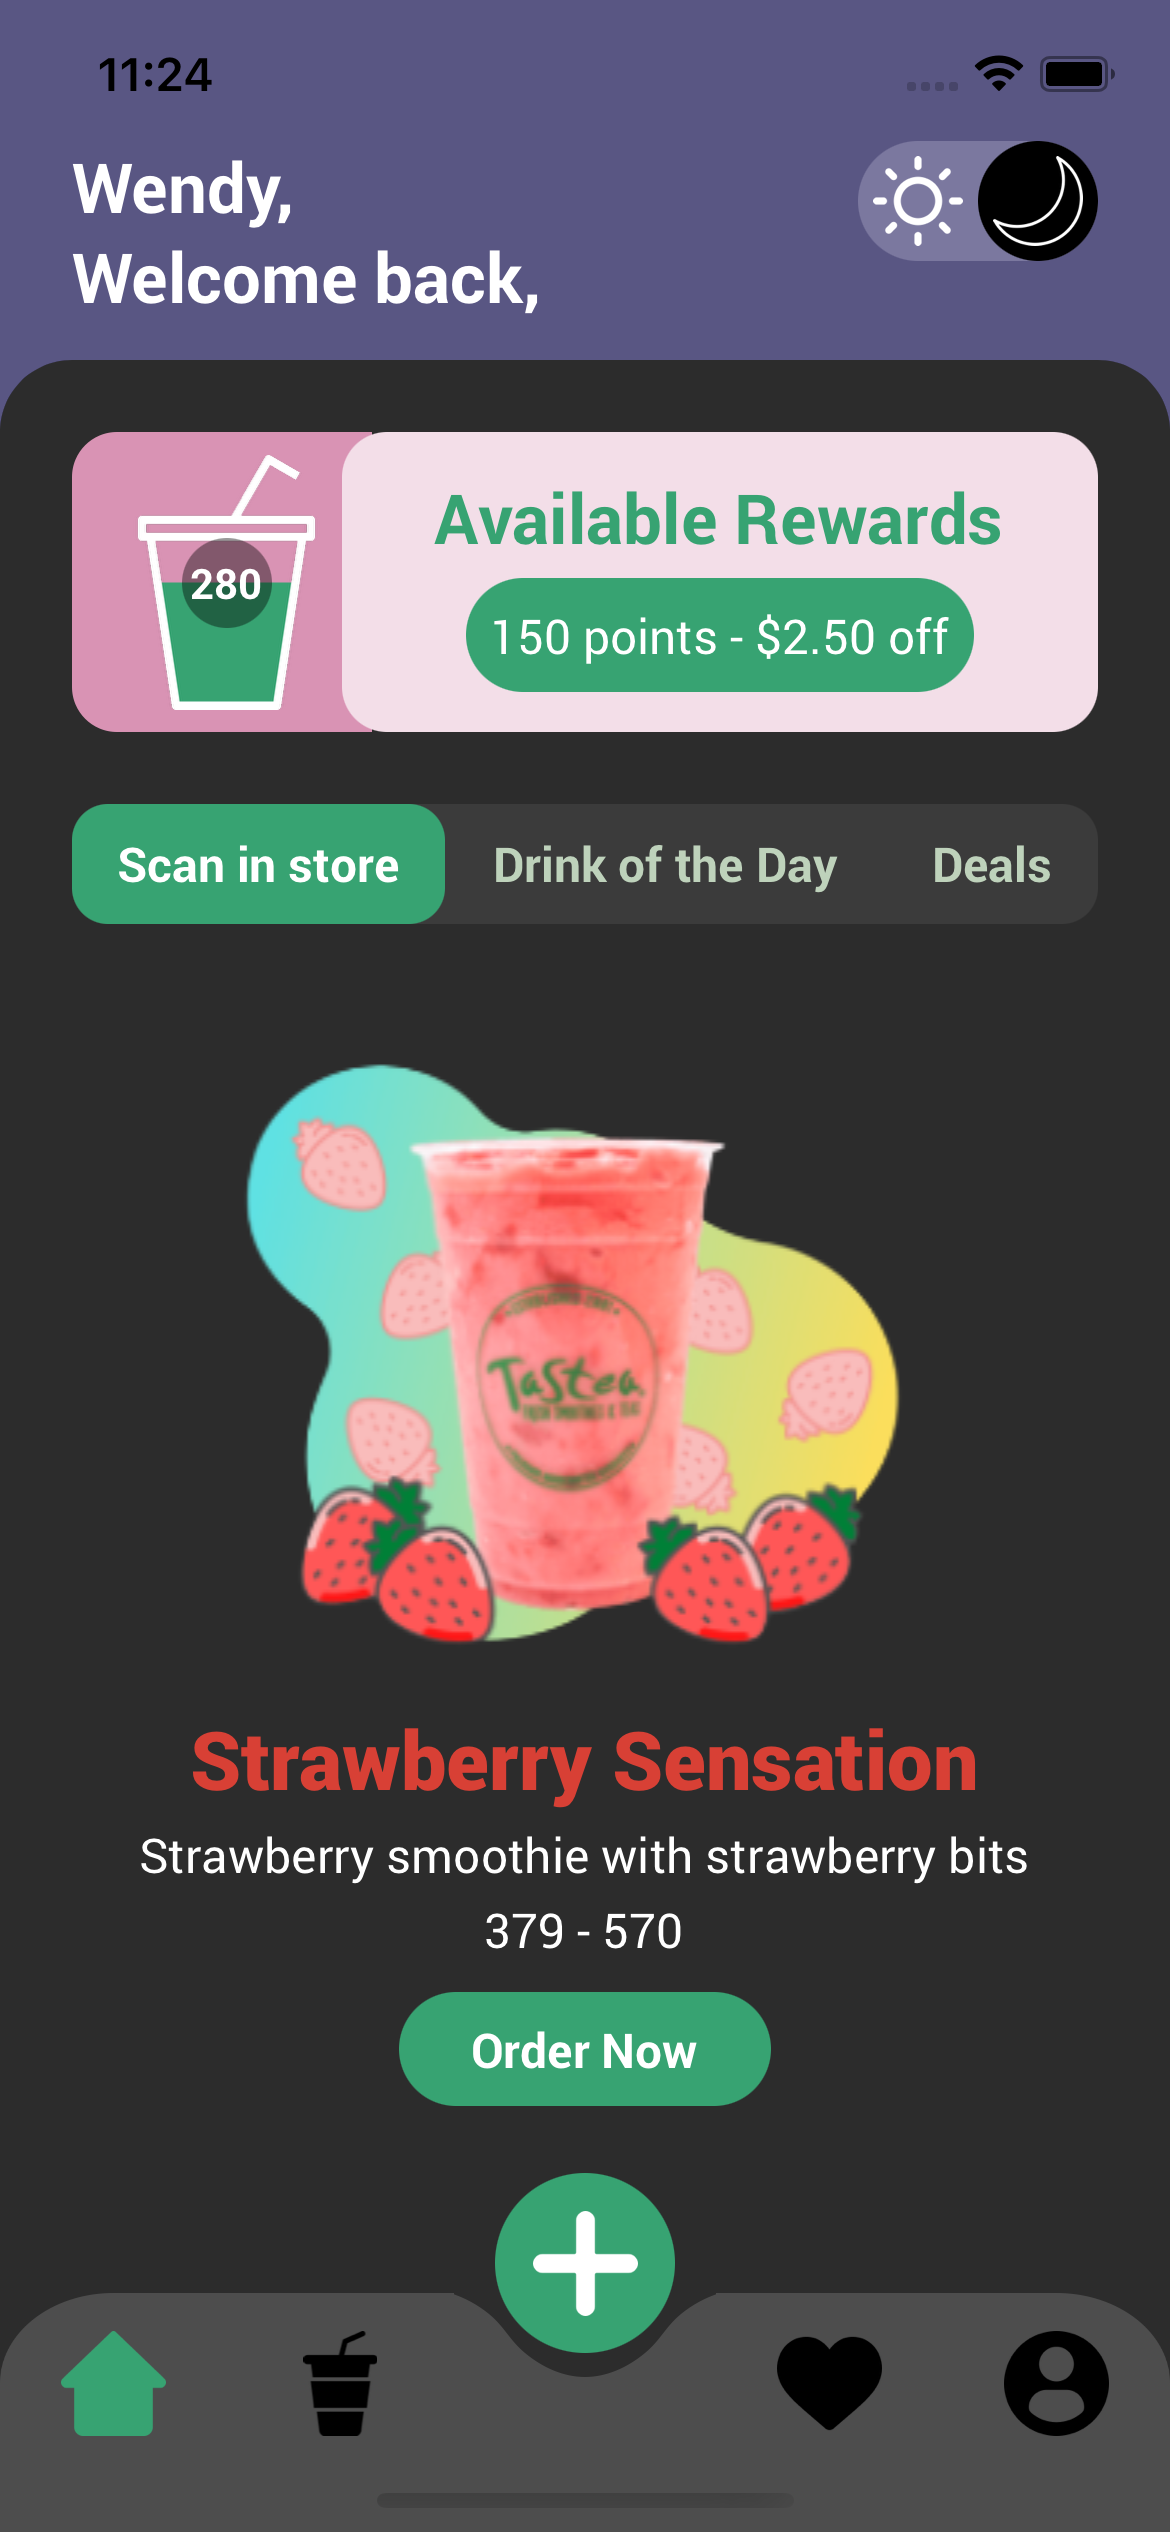 11:24
Wendy,
Welcome back,
280
Available Rewards
150 points - $2.50 off
Scan in store
Drink of the Day
Deals
Tastea
Strawberry Sensation
Strawberry smoothie with strawberry bits
379 - 570
Order Now